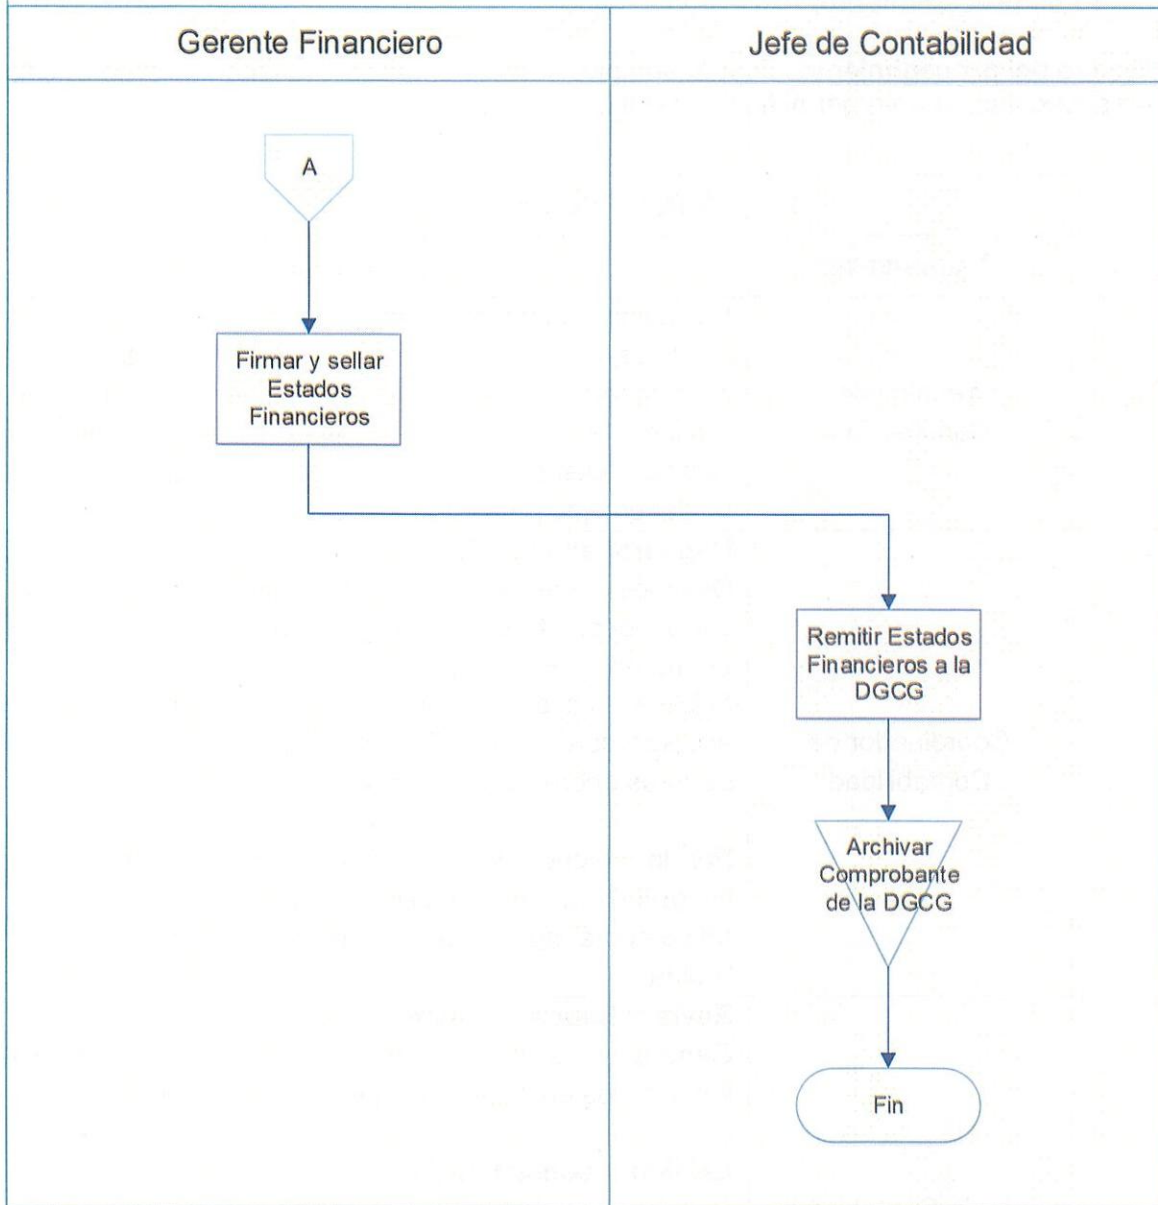 Gerente Financiero
Jefe de Contabilidad
A
Firmar y sellar
Estados
Financieros
Remitir Estados
Financieros a la
DGCG
Archivar
Comprobante
de la DGCG
Fin